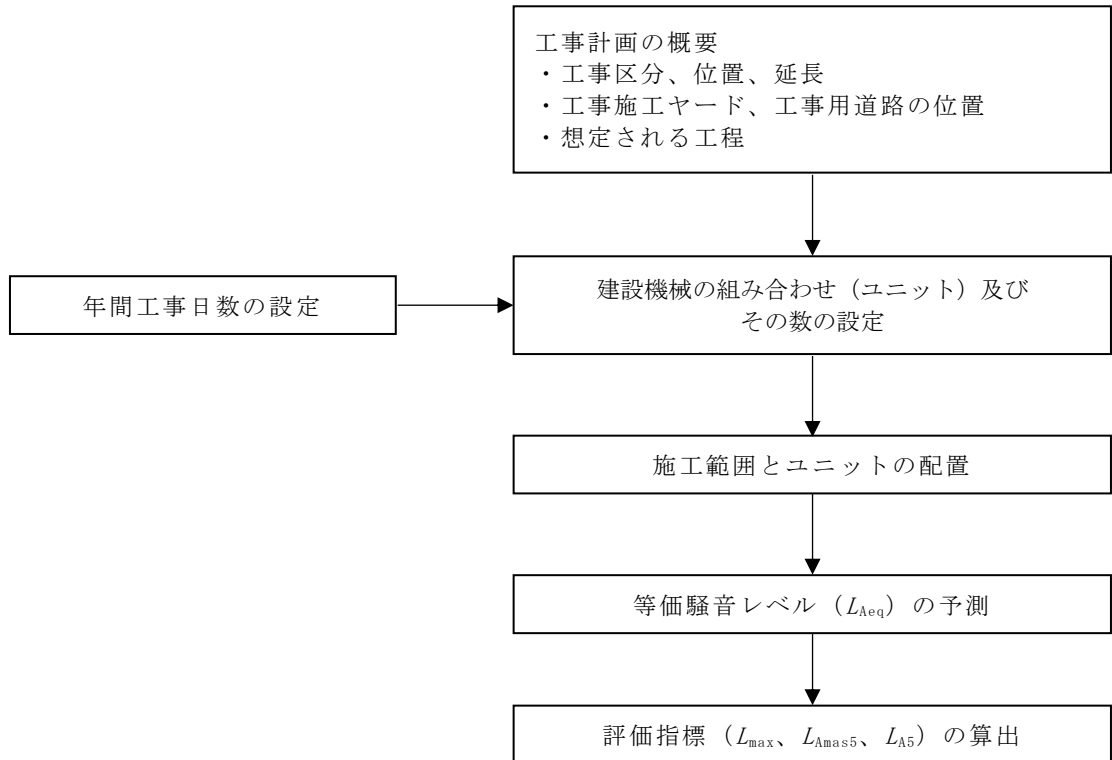 工事計画の概要
・工事区分、位置、延長
・工事施工ヤード、工事用道路の位置
・想定される工程
年間工事日数の設定
建設機械の組み合わせ（ユニット）及び
その数の設定
施工範囲とユニットの配置
等価騒音レベル（LAeq）の予測
評価指標（Lmax、LAmas5、LA5）の算出